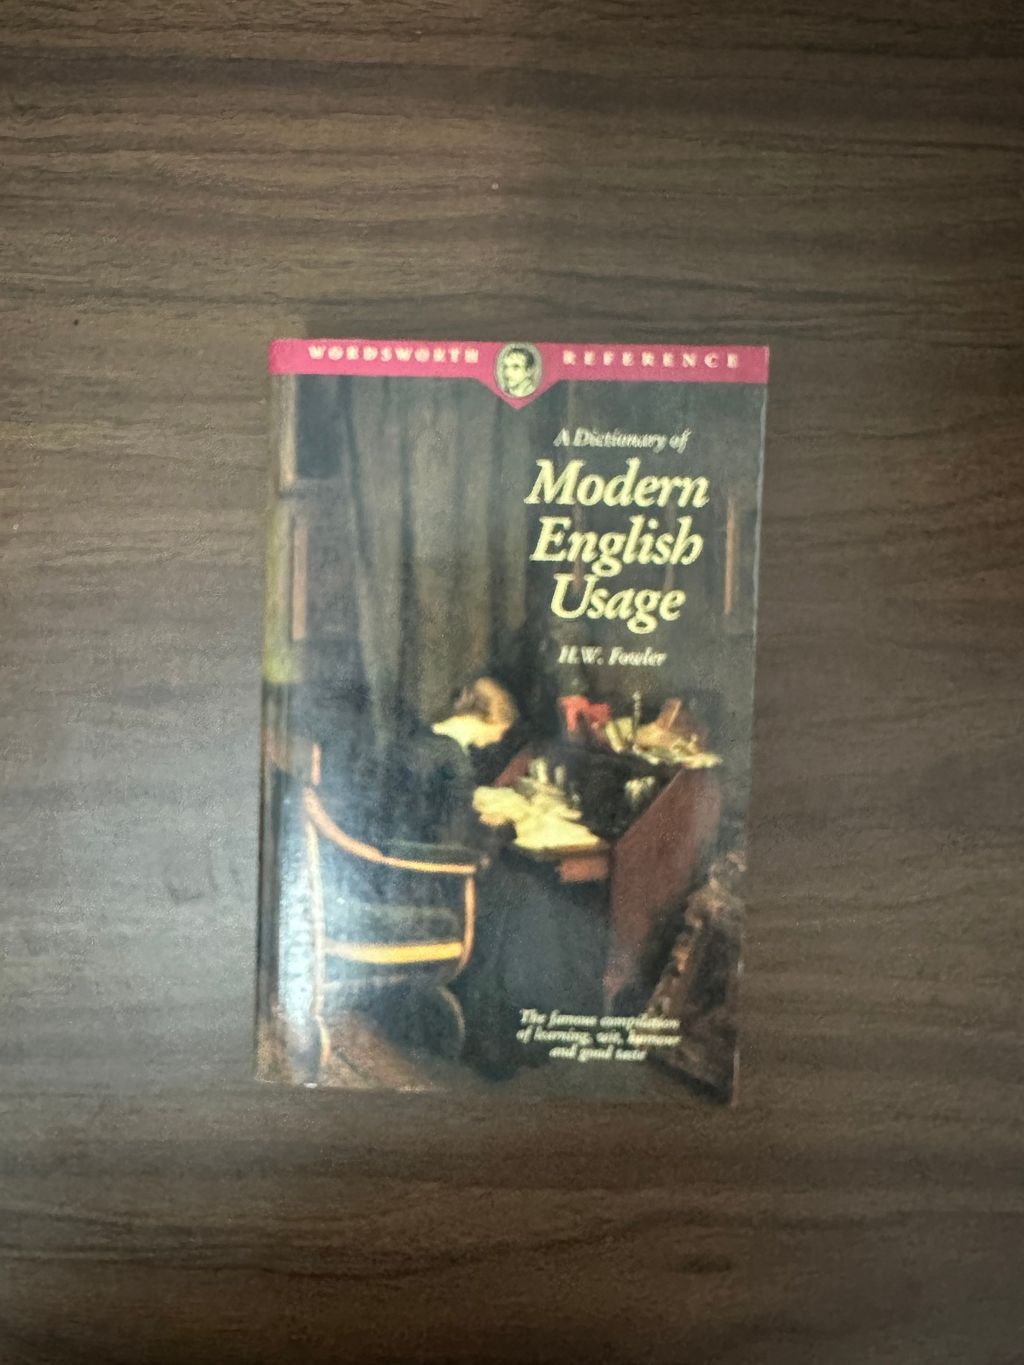 WORDSWORTH REFERENCE
A Dictionary of
Modern
English
Usage
H.W. Fowler
The famous compilation
of learning, wit, humour
and good taste